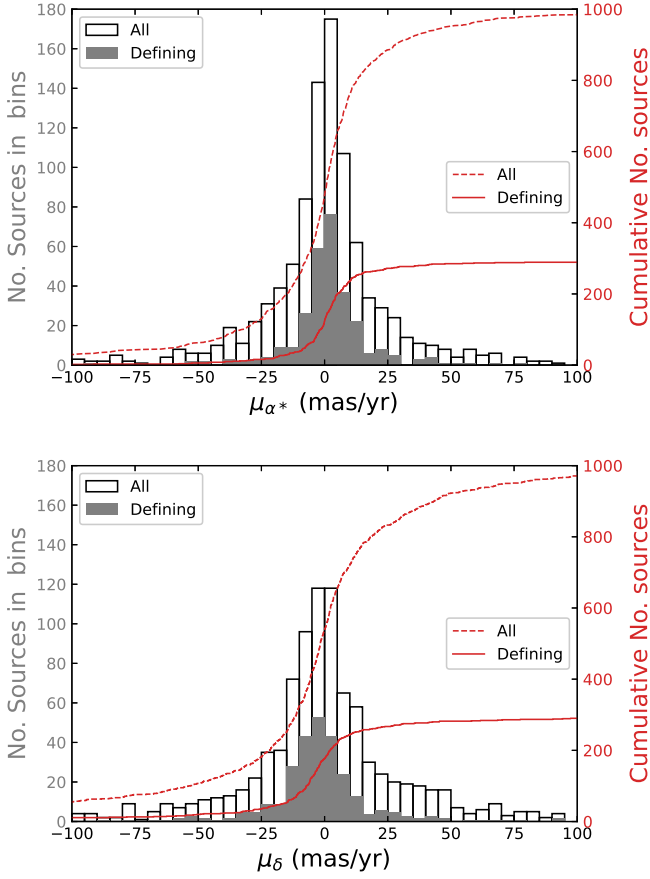 180
160
140
120
100
80
60
40
20
0
No. Sources in  bins
All
Defining
1000
800
600
400
200
0
Cumulative No. sources
All
Defining
−100 −75 −50 −25 0 25 50 75 100
μα* (mas/yr)
180
160
140
120
100
80
60
40
20
0
No. Sources in  bins
All
Defining
1000
800
600
400
200
0
Cumulative No. sources
All
Defining
−100 −75 −50 −25 0 25 50 75 100
μδ (mas/yr)